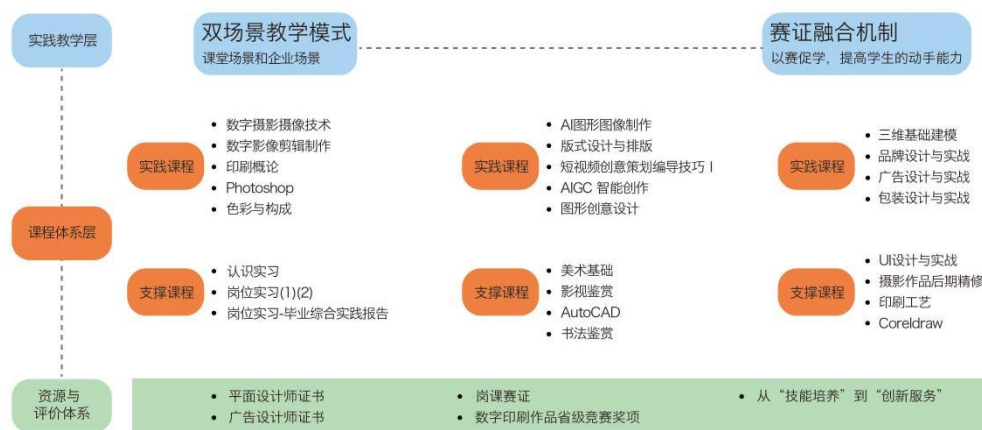 实践教学层
双场景教学模式
课堂场景和企业场景
赛证融合机制
以赛促学，提高学生的动手能力
课程体系层
实践课程
• 数字摄影摄像技术
• 数字影像剪辑制作
• 印刷概论
• Photoshop
• 色彩与构成
实践课程
• AI图形图像制作
• 版式设计与排版
• 短视频创意策划编导技巧 I
• AIGC 智能创作
• 图形创意设计
实践课程
• 三维基础建模
• 品牌设计与实战
• 广告设计与实战
• 包装设计与实战
支撑课程
• 认识实习
• 岗位实习(1)(2)
• 岗位实习-毕业综合实践报告
支撑课程
• 美术基础
• 影视鉴赏
• AutoCAD
• 书法鉴赏
支撑课程
• UI设计与实战
• 摄影作品后期精修
• 印刷工艺
• Coreldraw
资源与
评价体系
• 平面设计师证书
• 广告设计师证书
• 岗课赛证
• 数字印刷作品省级竞赛奖项
• 从“技能培养”到“创新服务”